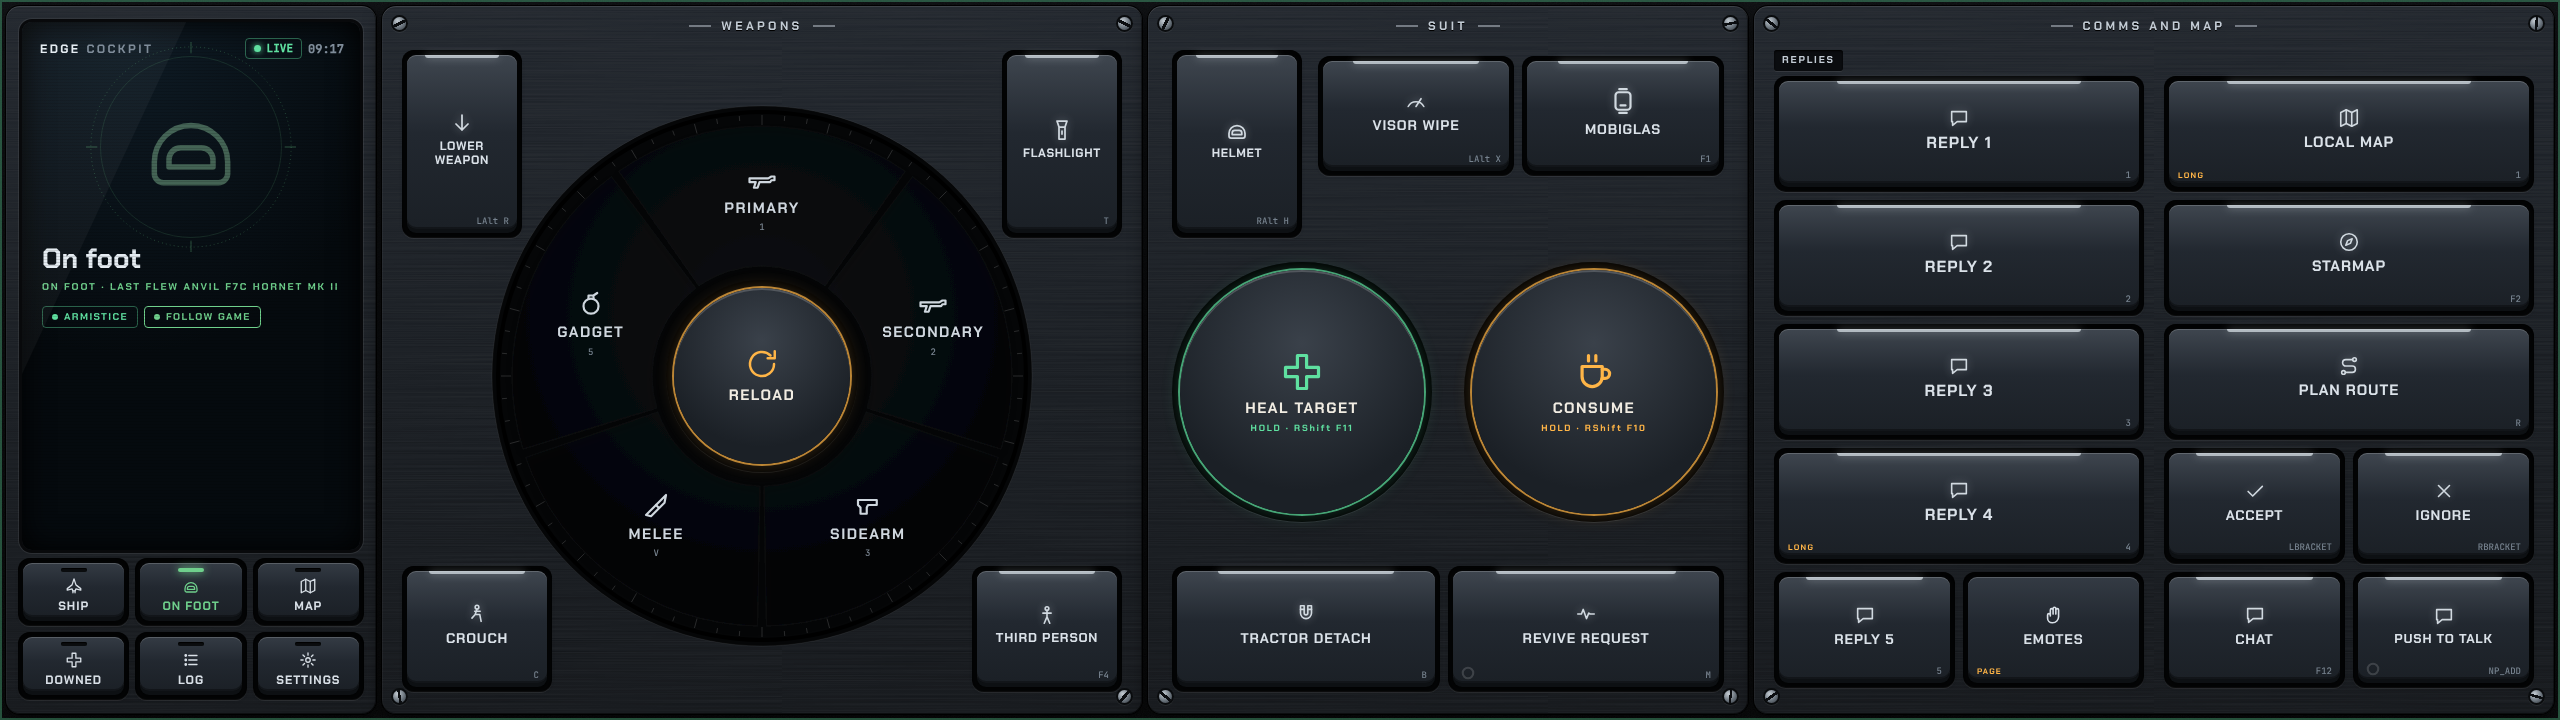 EDGE COCKPIT
LIVE 09:17
On foot
ON FOOT · LAST FLEW ANVIL F7C HORNET MK II
ARMISTICE
FOLLOW GAME
SHIP
ON FOOT
MAP
DOWNED
LOG
SETTINGS
WEAPONS
LOWER
WEAPON
LAlt R
FLASHLIGHT
T
PRIMARY
1
GADGET
5
SECONDARY
2
RELOAD
MELEE
V
SIDEARM
3
CROUCH
C
THIRD PERSON
F4
SUIT
HELMET
RAlt H
VISOR WIPE
LAlt X
MOBIGLAS
F1
HEAL TARGET
HOLD · RShift F11
CONSUME
HOLD · RShift F10
TRACTOR DETACH
B
REVIVE REQUEST
M
COMMS AND MAP
REPLIES
REPLY 1
1
LOCAL MAP
LONG
1
REPLY 2
2
STARMAP
F2
REPLY 3
3
PLAN ROUTE
R
REPLY 4
LONG
4
ACCEPT
LBRACKET
IGNORE
RBRACKET
REPLY 5
5
EMOTES
PAGE
CHAT
F12
PUSH TO TALK
NP_ADD